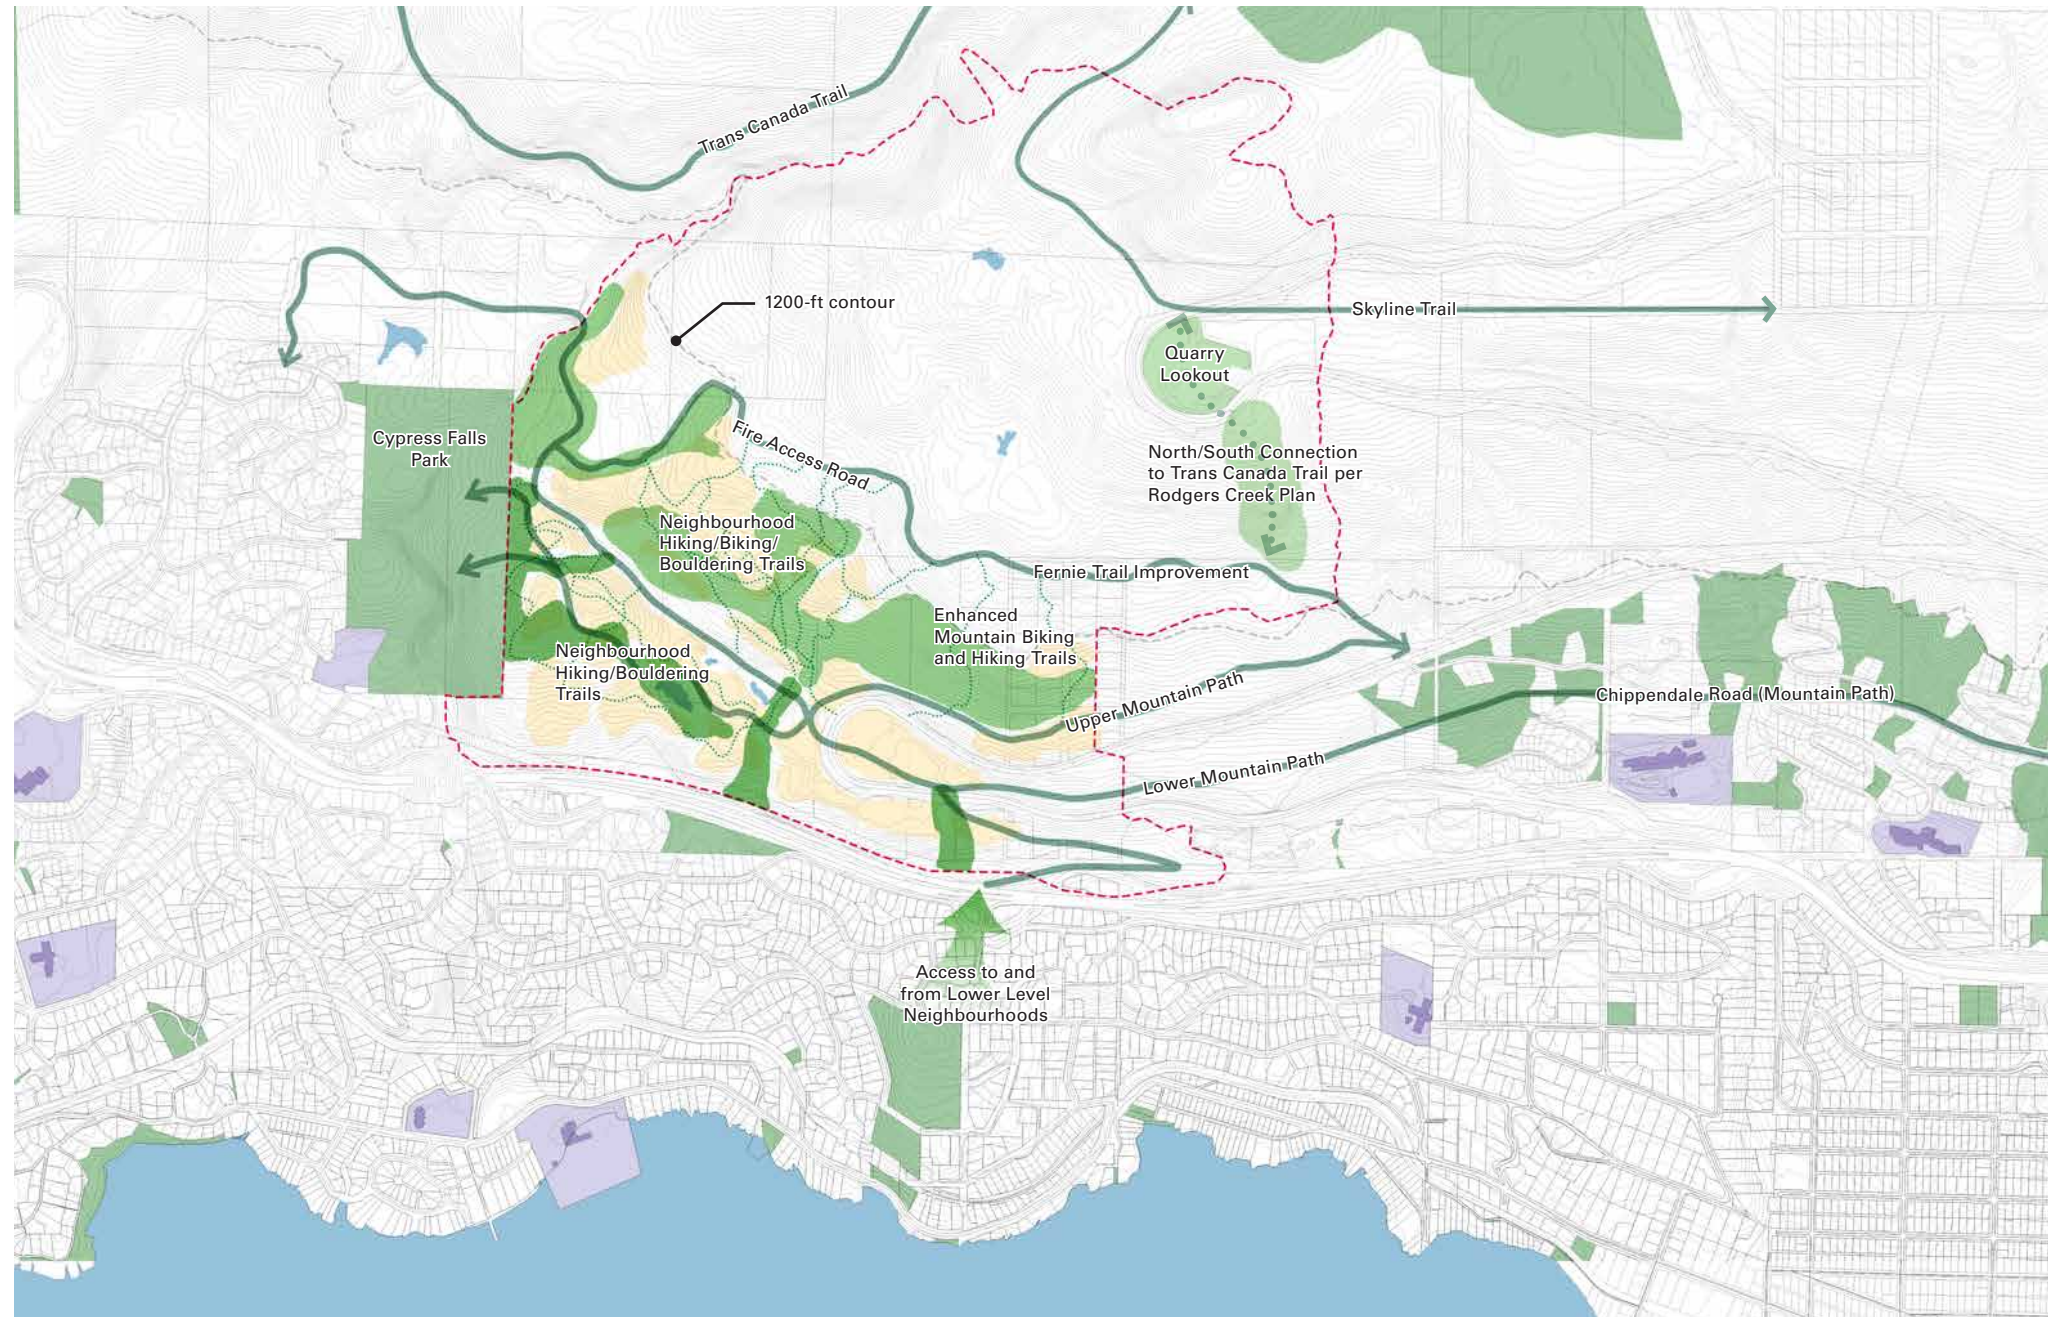 Trans Canada Trail
1200-ft contour
Skyline Trail
Quarry
Lookout
Cypress Falls
Park
Fire Access Road
North/South Connection
to Trans Canada Trail per
Rodgers Creek Plan
Neighbourhood
Hiking/Biking/
Bouldering Trails
Fernie Trail Improvement
Enhanced
Mountain Biking
and Hiking Trails
Neighbourhood
Hiking/Bouldering
Trails
Upper Mountain Path
Chippendale Road (Mountain Path)
Lower Mountain Path
Access to and
from Lower Level
Neighbourhoods